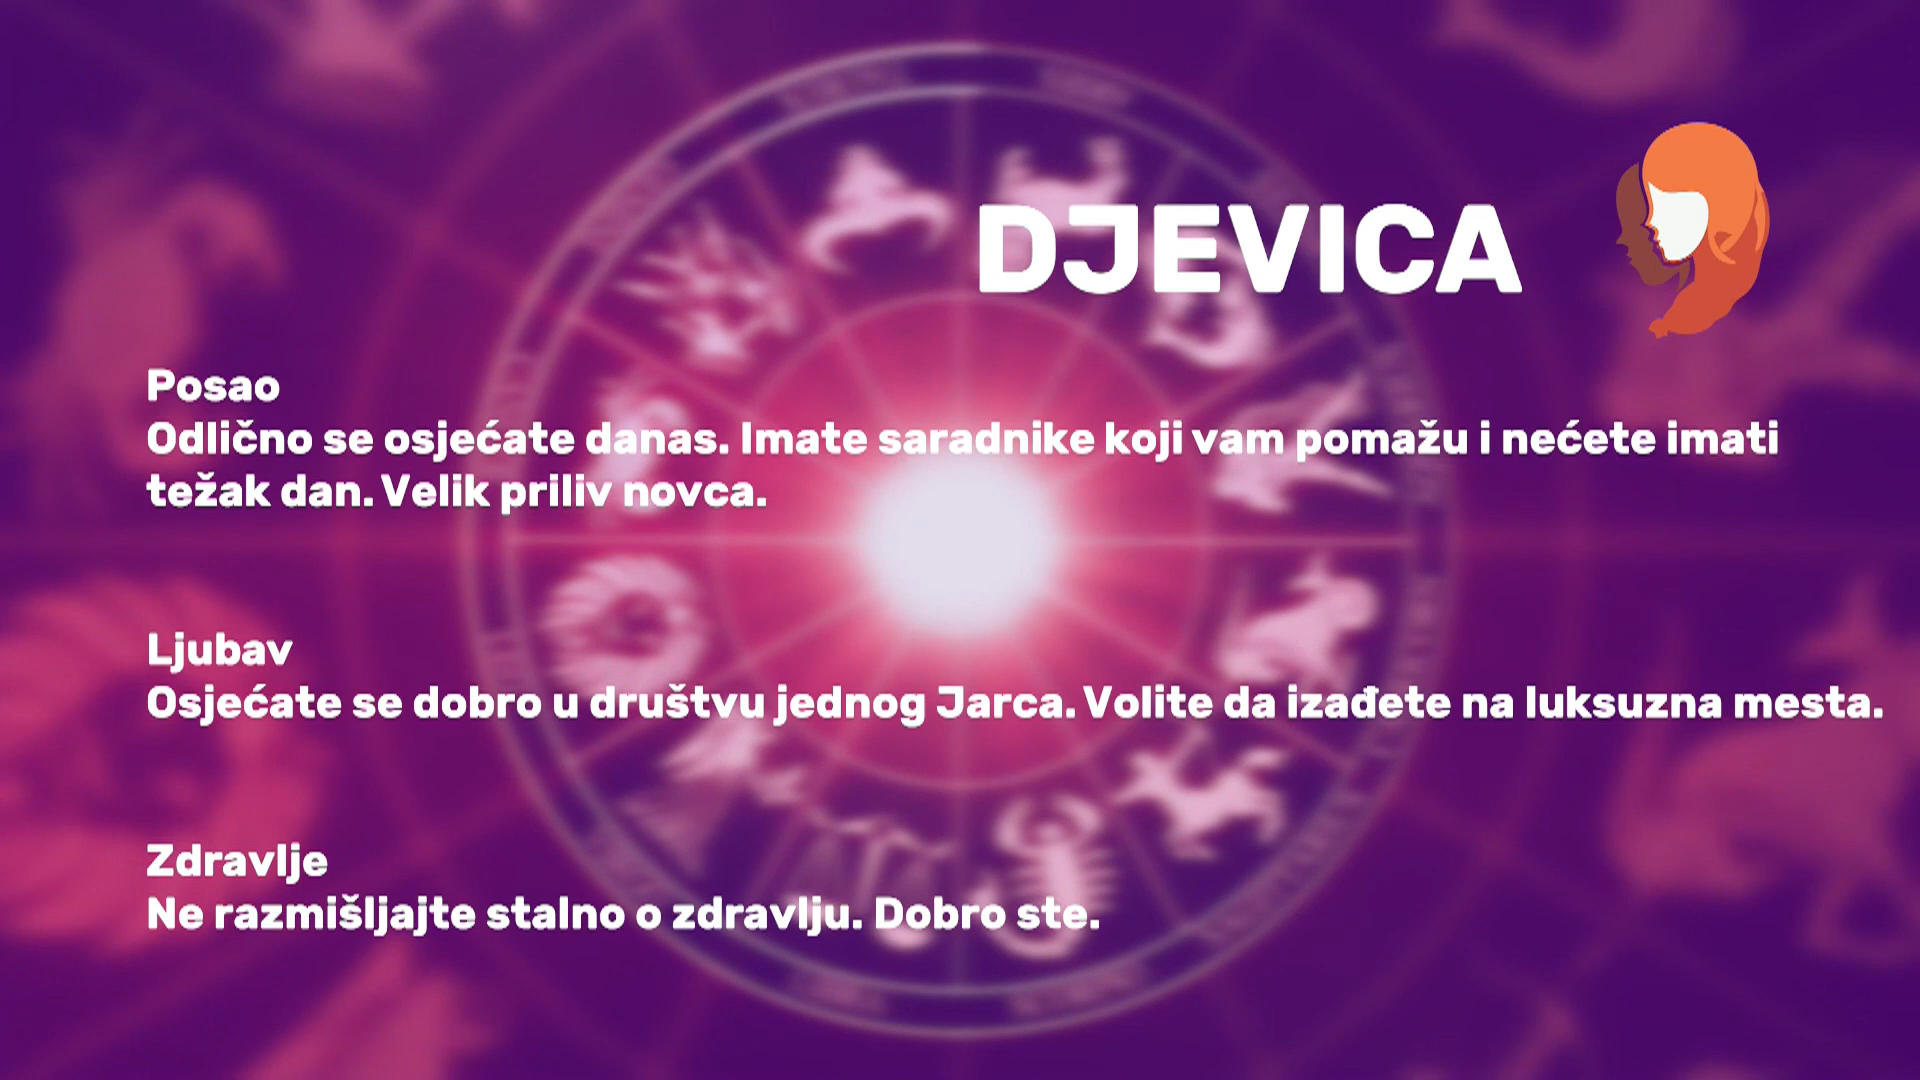 DJEVICA
Posao
Odlično se osjećate danas. Imate saradnike koji vam pomažu i nećete imati
težak dan. Velik priliv novca.
Ljubav
Osjećate se dobro u društvu jednog Jarca. Volite da izađete na luksuzna mesta.
Zdravlje
Ne razmišljajte stalno o zdravlju. Dobro ste.